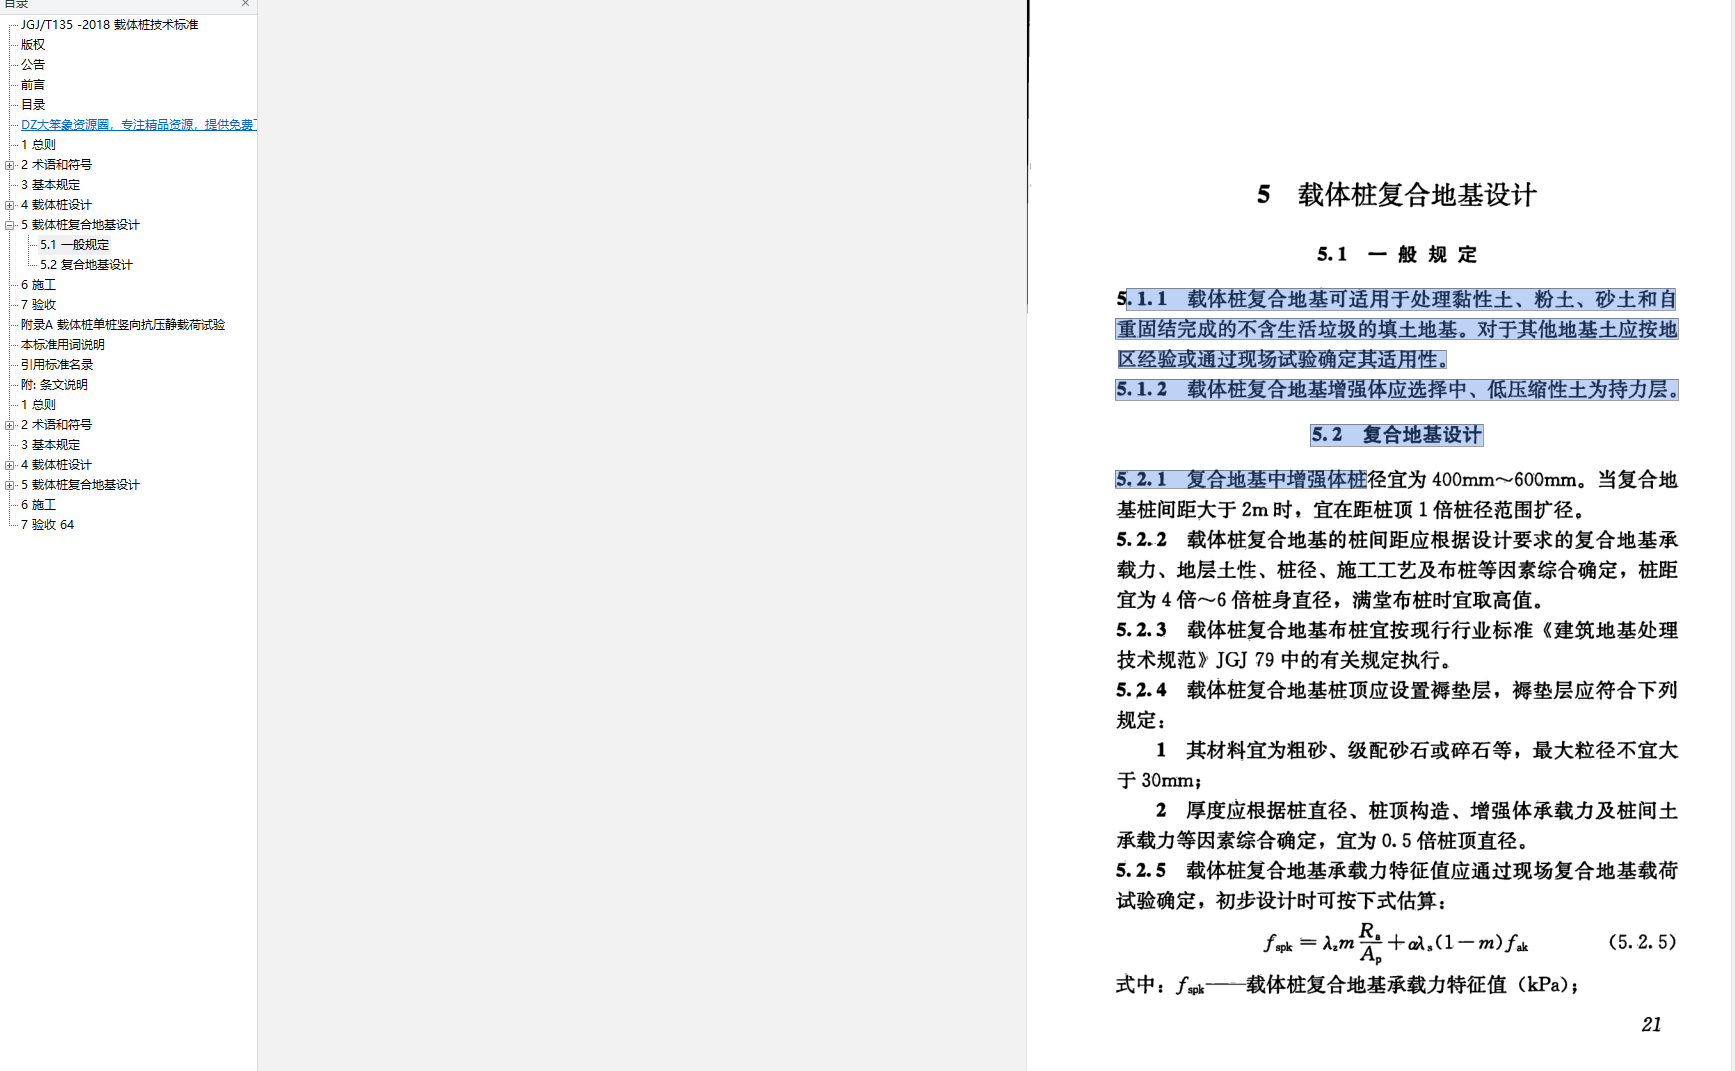 目录
JGJ/T135 -2018 载体桩技术标准
版权
公告
前言
目录
DZ大笨象资源圈，专注精品资源，提供免费
1 总则
2 术语和符号
3 基本规定
4 载体桩设计
5 载体桩复合地基设计
5.1 一般规定
5.2 复合地基设计
6 施工
7 验收
附录A 载体桩单桩竖向抗压静载荷试验
本标准用词说明
引用标准名录
附: 条文说明
1 总则
2 术语和符号
3 基本规定
4 载体桩设计
5 载体桩复合地基设计
6 施工
7 验收 64
5 载体桩复合地基设计
5.1 一般规定
5.1.1 载体桩复合地基可适用于处理黏性土、粉土、砂土和自
重固结完成的不含生活垃圾的填土地基。对于其他地基土应按地
区经验或通过现场试验确定其适用性。
5.1.2 载体桩复合地基增强体应选择中、低压缩性土为持力层。
5.2 复合地基设计
5.2.1 复合地基中增强体桩径宜为 400mm～600mm。当复合地
基桩间距大于 2m 时，宜在距桩顶 1 倍桩径范围扩径。
5.2.2 载体桩复合地基的桩间距应根据设计要求的复合地基承
载力、地层土性、桩径、施工工艺及布桩等因素综合确定，桩距
宜为 4 倍～6 倍桩身直径，满堂布桩时宜取高值。
5.2.3 载体桩复合地基布桩宜按现行行业标准《建筑地基处理
技术规范》JGJ 79 中的有关规定执行。
5.2.4 载体桩复合地基桩顶应设置褥垫层，褥垫层应符合下列
规定：
1 其材料宜为粗砂、级配砂石或碎石等，最大粒径不宜大
于 30mm；
2 厚度应根据桩直径、桩顶构造、增强体承载力及桩间土
承载力等因素综合确定，宜为 0.5 倍桩顶直径。
5.2.5 载体桩复合地基承载力特征值应通过现场复合地基载荷
试验确定，初步设计时可按下式估算：
f_spk = λ_z m R_a/A_p + αλ_s(1－m)f_ak (5.2.5)
式中：f_spk——载体桩复合地基承载力特征值（kPa）；
21